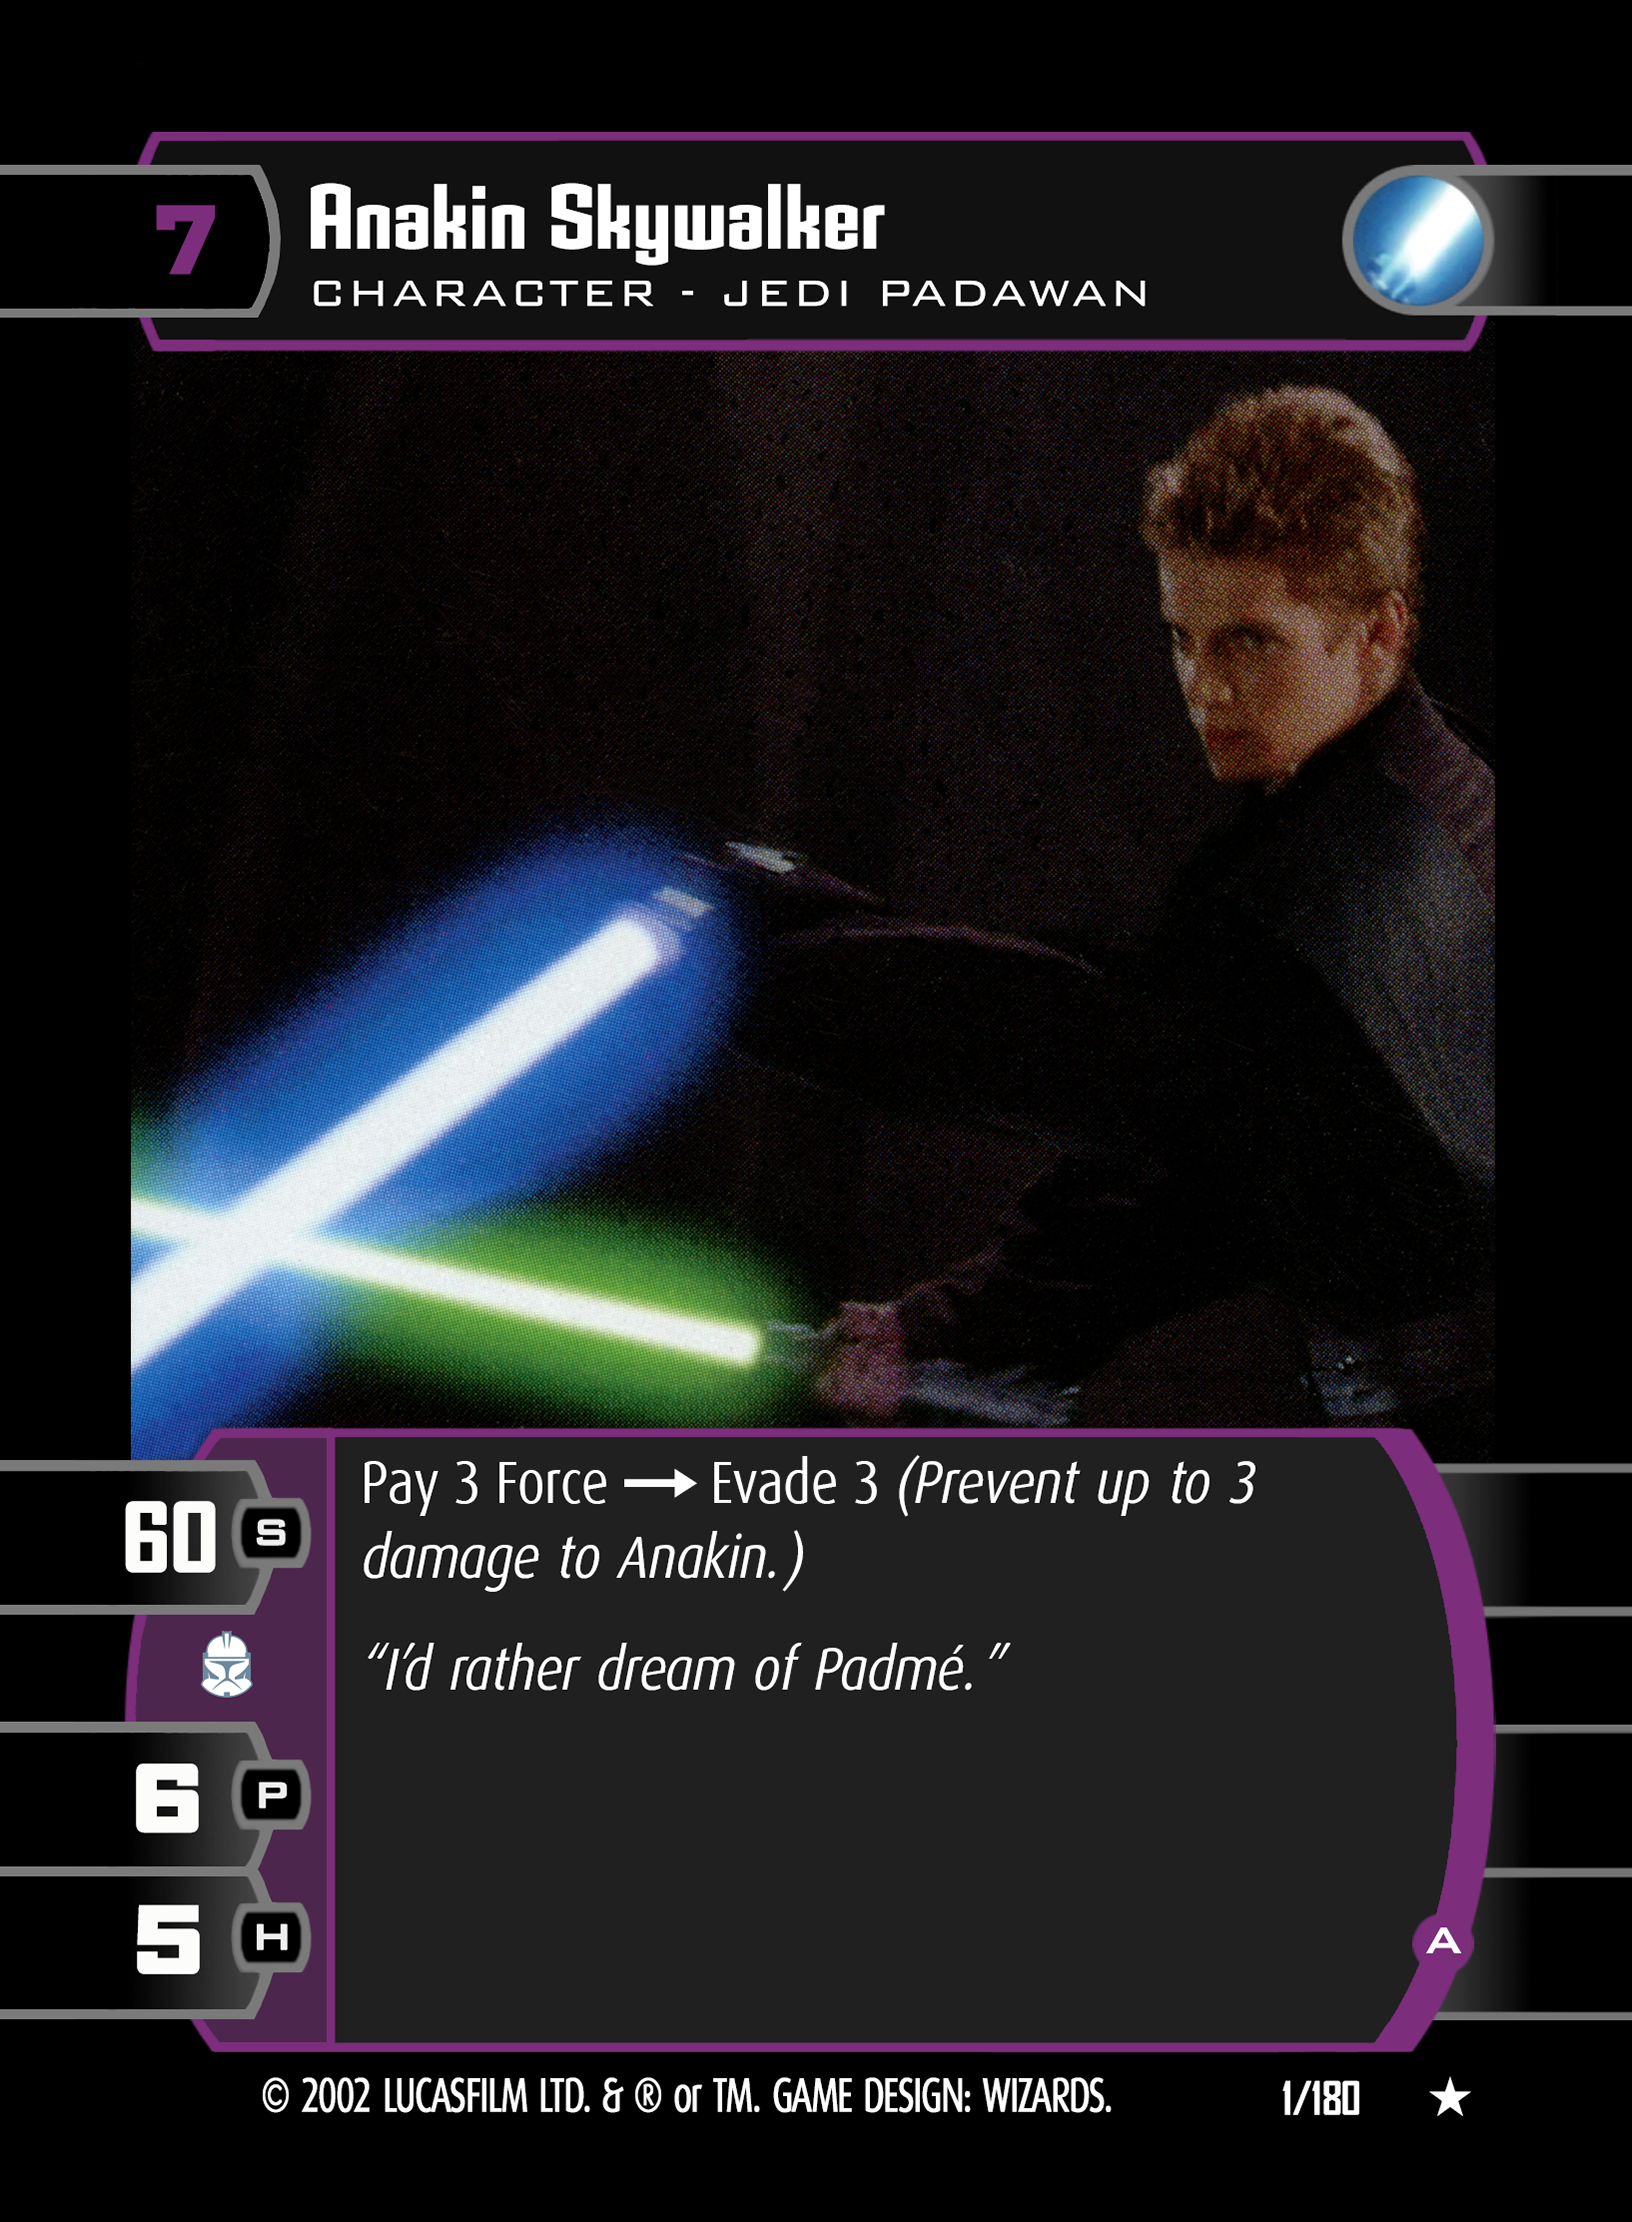 7
Anakin Skywalker
CHARACTER - JEDI PADAWAN
60 S
Pay 3 Force → Evade 3 (Prevent up to 3
damage to Anakin.)
“I’d rather dream of Padmé.”
6 P
5 H
A
© 2002 LUCASFILM LTD. & ® or TM. GAME DESIGN: WIZARDS.
1/180 ★